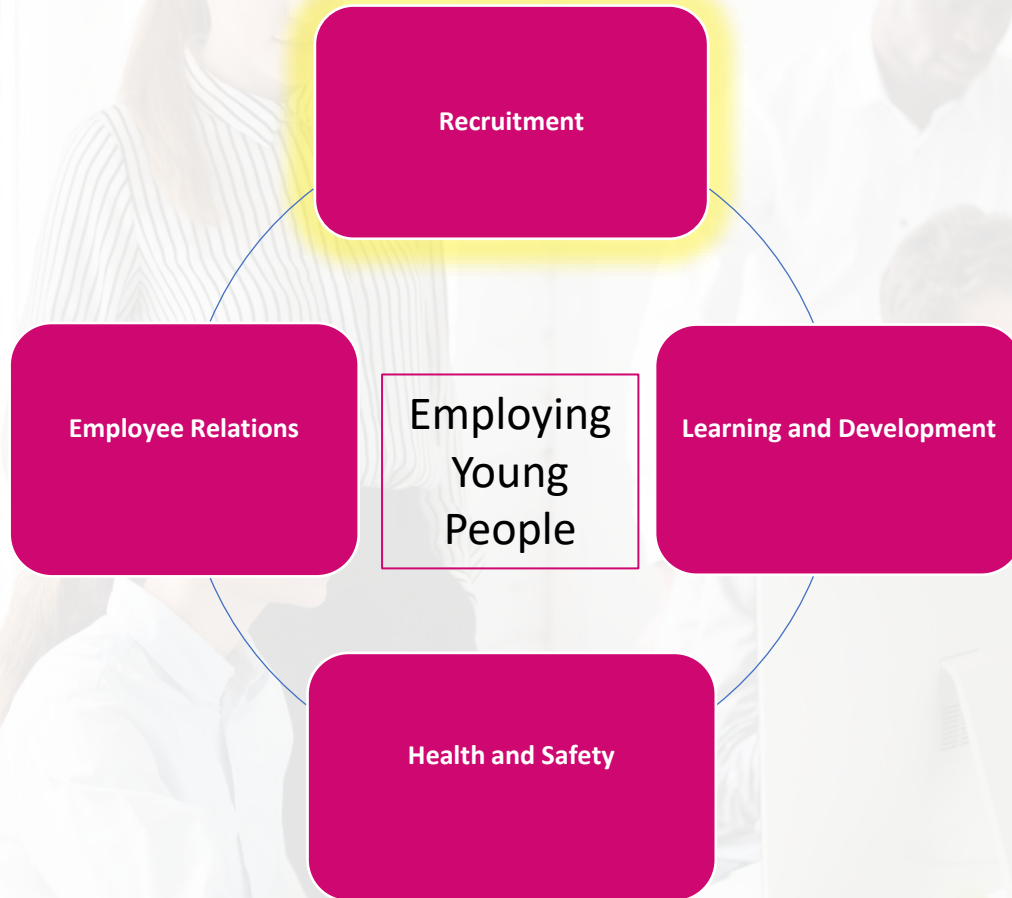 Recruitment
Employee Relations
Employing
Young
People
Learning and Development
Health and Safety